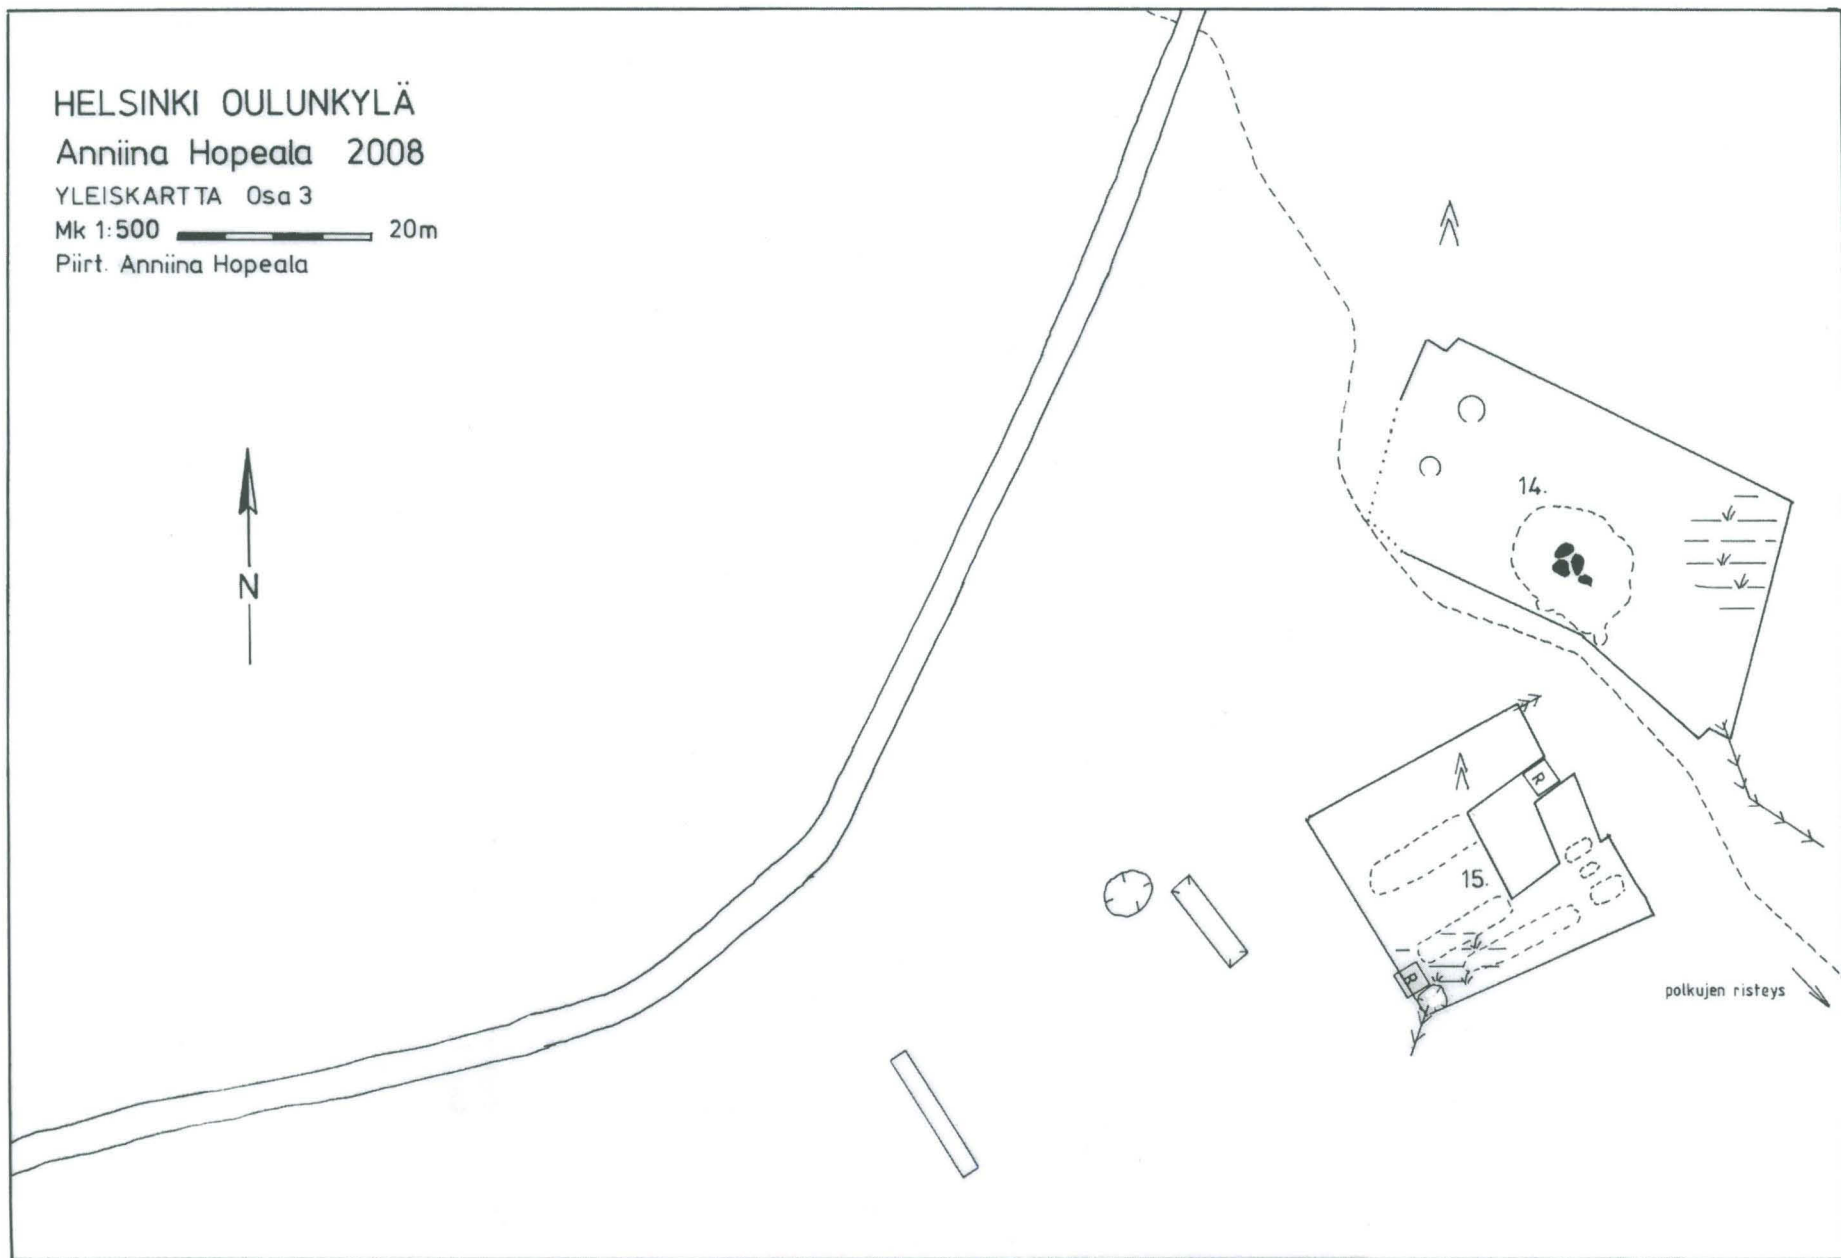 HELSINKI OULUNKYLÄ
Anniina Hopeala 2008
YLEISKARTTA Osa 3
Mk 1:500 20m
Piirt. Anniina Hopeala
N
14.
R
15.
R
polkujen risteys